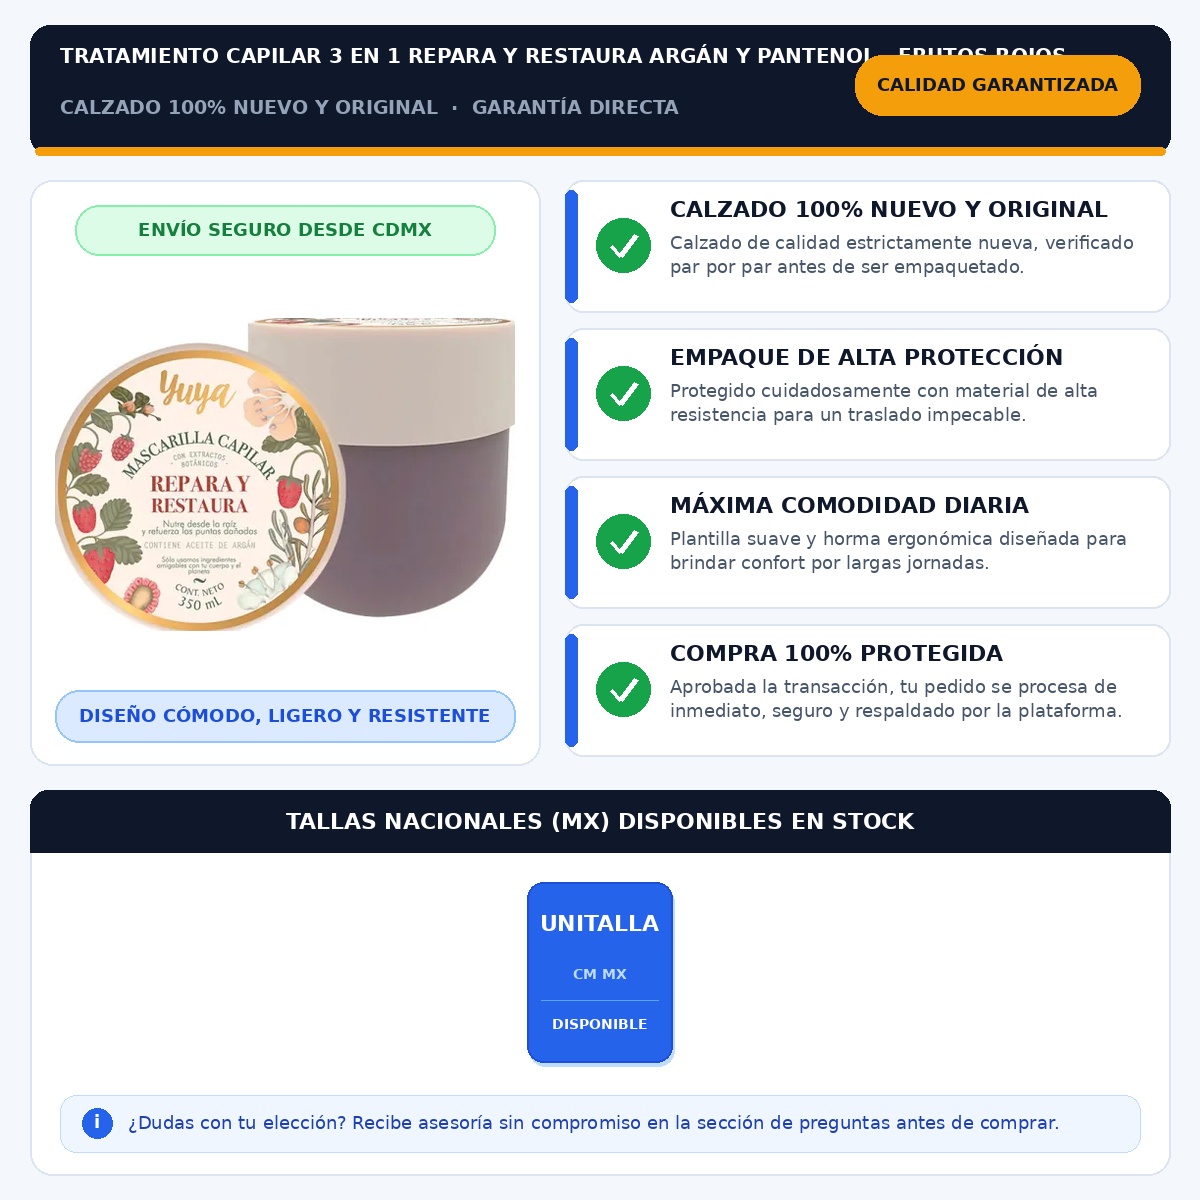 TRATAMIENTO CAPILAR 3 EN 1 REPARA Y RESTAURA ARGÁN Y PANTENOL - FRUTOS ROJOS
CALZADO 100% NUEVO Y ORIGINAL · GARANTÍA DIRECTA
CALIDAD GARANTIZADA
ENVÍO SEGURO DESDE CDMX
Yuya
MASCARILLA CAPILAR
- CON EXTRACTOS
BOTÁNICOS -
REPARA Y
RESTAURA
Nutre desde la raíz
y refuerza las puntas dañadas
CONTIENE ACEITE DE ARGÁN
Sólo usamos ingredientes
amigables con tu cuerpo y el
planeta
CONT. NETO
350 mL
DISEÑO CÓMODO, LIGERO Y RESISTENTE
CALZADO 100% NUEVO Y ORIGINAL
Calzado de calidad estrictamente nueva, verificado
par por par antes de ser empaquetado.
EMPAQUE DE ALTA PROTECCIÓN
Protegido cuidadosamente con material de alta
resistencia para un traslado impecable.
MÁXIMA COMODIDAD DIARIA
Plantilla suave y horma ergonómica diseñada para
brindar confort por largas jornadas.
COMPRA 100% PROTEGIDA
Aprobada la transacción, tu pedido se procesa de
inmediato, seguro y respaldado por la plataforma.
TALLAS NACIONALES (MX) DISPONIBLES EN STOCK
UNITALLA
CM MX
DISPONIBLE
i ¿Dudas con tu elección? Recibe asesoría sin compromiso en la sección de preguntas antes de comprar.